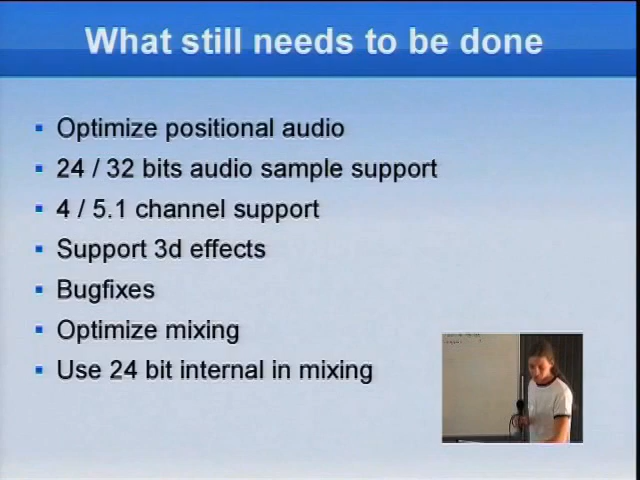 What still needs to be done
Optimize positional audio
24 / 32 bits audio sample support
4 / 5.1 channel support
Support 3d effects
Bugfixes
Optimize mixing
Use 24 bit internal in mixing